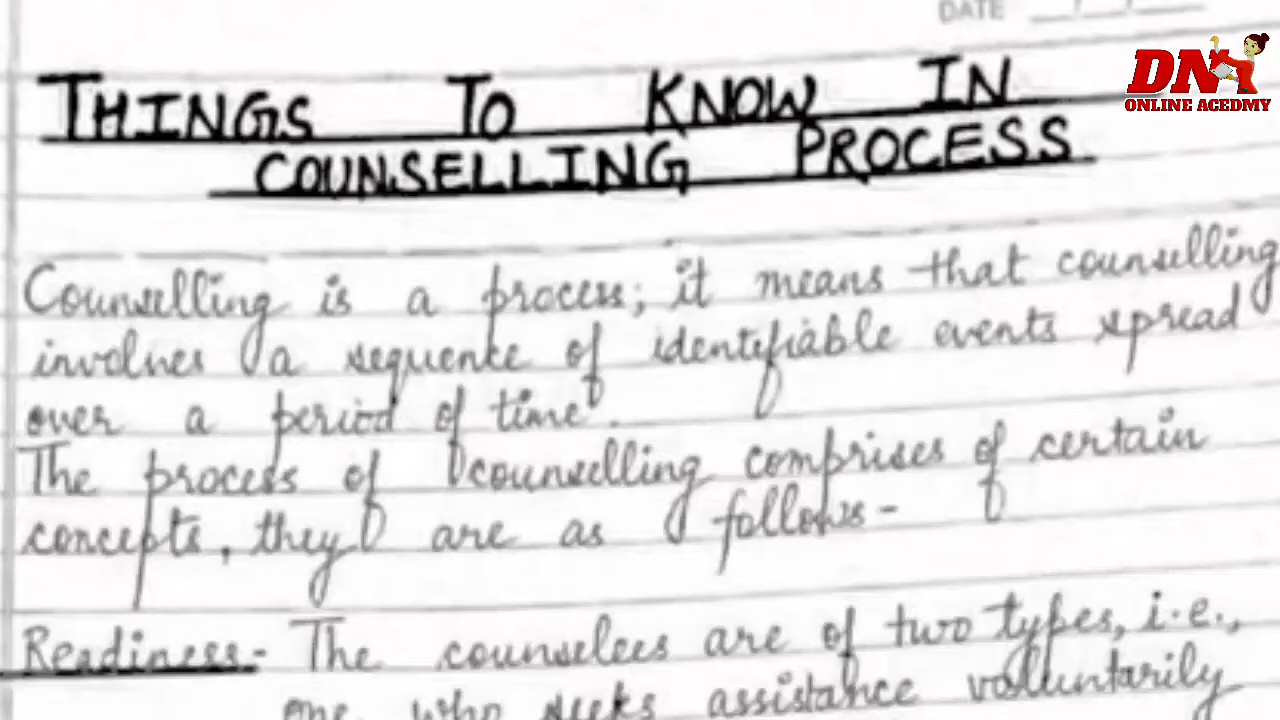 DATE
DN
ONLINE ACEDMY
THINGS TO KNOW IN
COUNSELLING PROCESS
Counselling is a process; it means that counselling
involves a sequence of identifiable events spread
over a period of time.
The process of counselling comprises of certain
concepts, they are as follows-
Readiness- The counselees are of two types, i.e.,
one who seeks assistance voluntarily